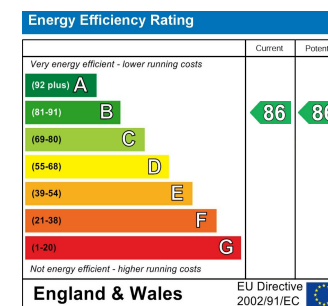 Energy Efficiency Rating
Current Potent
Very energy efficient - lower running costs
(92 plus) A
(81-91) B 86 86
(69-80) C
(55-68) D
(39-54) E
(21-38) F
(1-20) G
Not energy efficient - higher running costs
England & Wales
EU Directive
2002/91/EC